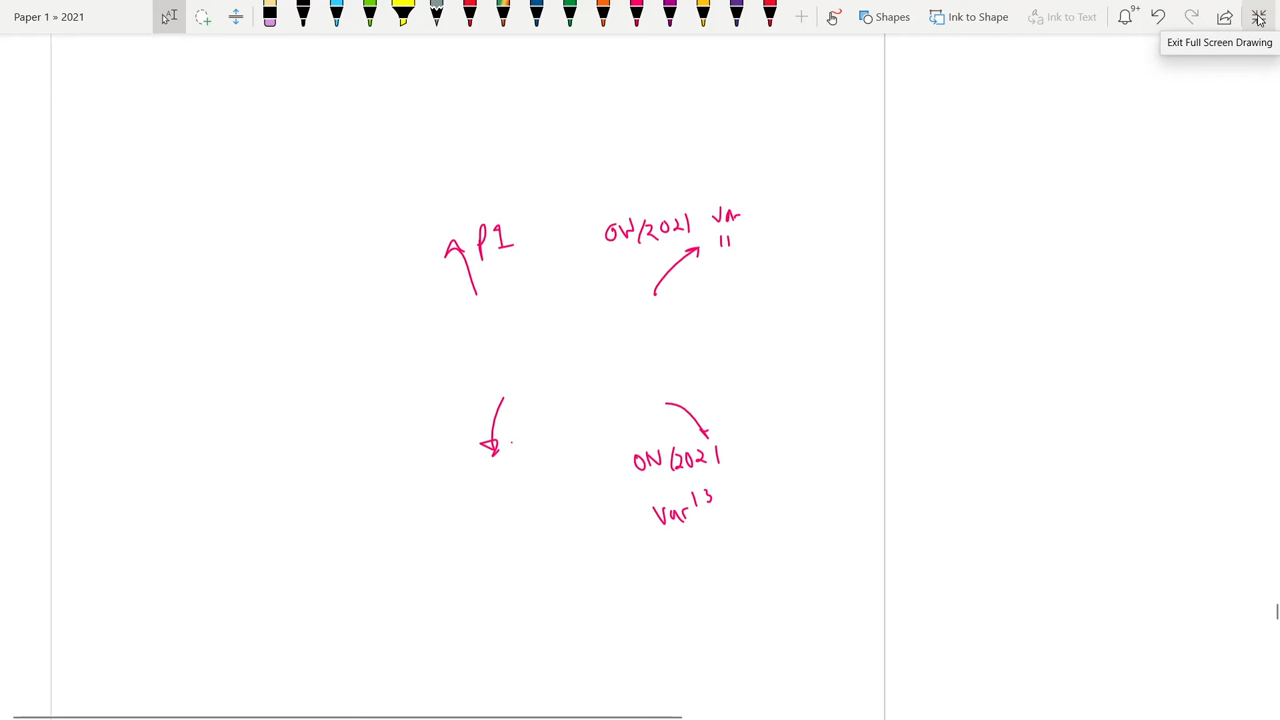 Paper 1 » 2021
Shapes
Ink to Shape
Ink to Text
9+
Exit Full Screen Drawing
P1
ON/2021 Var
11
ON/2021
Var 13